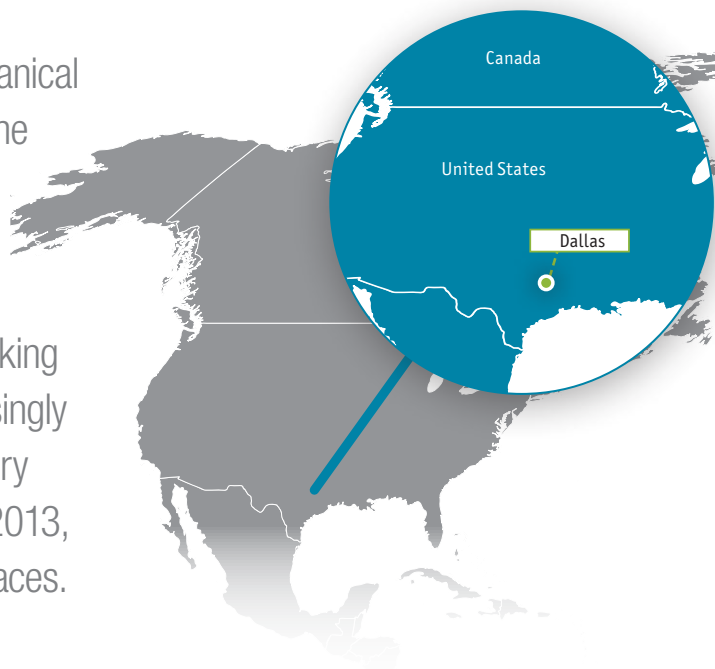 anical
ne
king
singly
ry
2013,
aces.
Canada
United States
Dallas